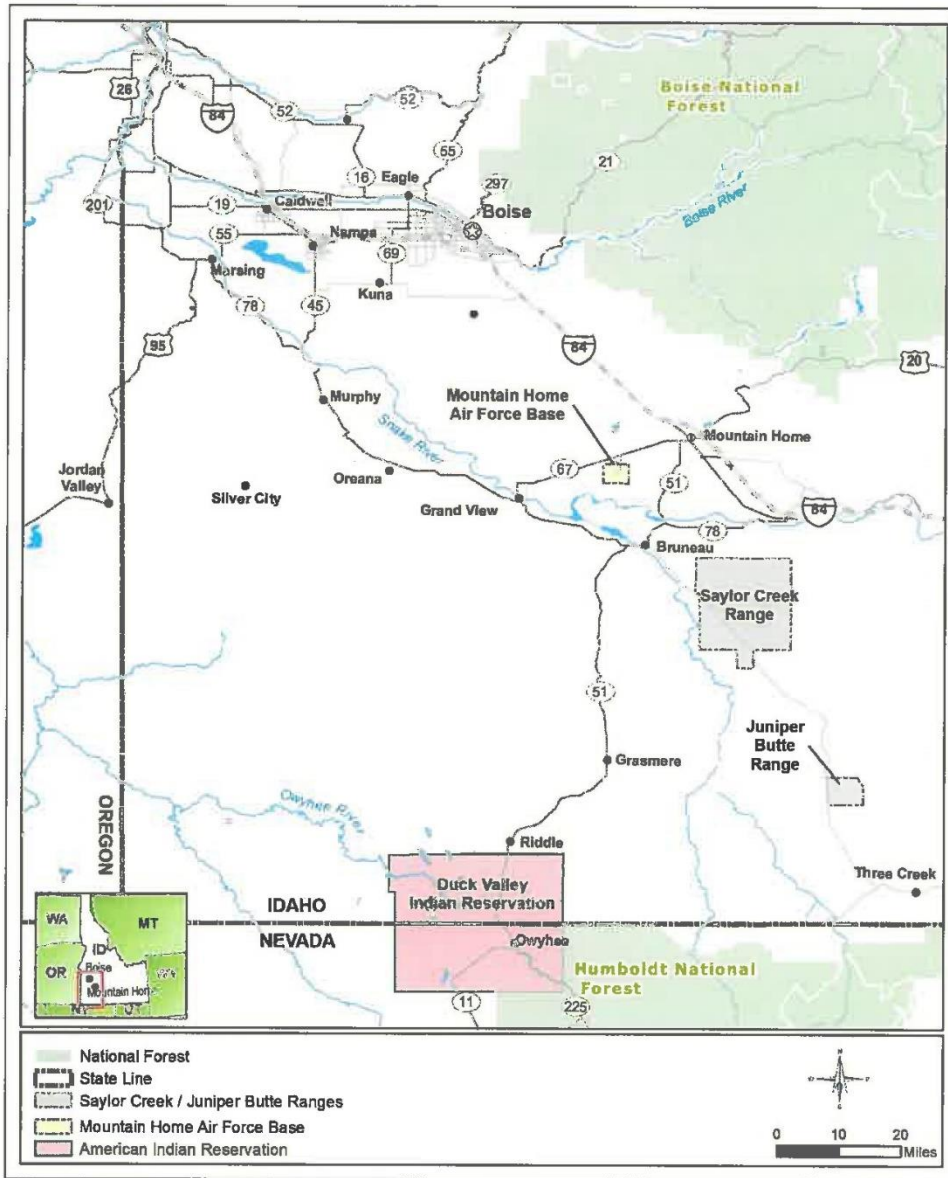 26
84
52
52
Boise National
Forest
55
21
16
Eagle
297
Boise River
201
19
Caldwell
Boise
55
Nampa
69
Marsing
Kuna
78
45
84
95
20
Murphy
Mountain Home
Air Force Base
Mountain Home
Snake River
67
Jordan
Valley
Silver City
Oreana
51
Grand View
84
78
Bruneau
Saylor Creek
Range
51
Juniper
Butte
Range
Grasmere
OREGON
Owyhee River
Riddle
Three Creek
Duck Valley
Indian Reservation
IDAHO
NEVADA
Owyhee
Humboldt National
Forest
11
225
WA
MT
ID
OR
Boise
Mountain Hom
National Forest
State Line
Saylor Creek / Juniper Butte Ranges
Mountain Home Air Force Base
American Indian Reservation
N
S
0 10 20
Miles